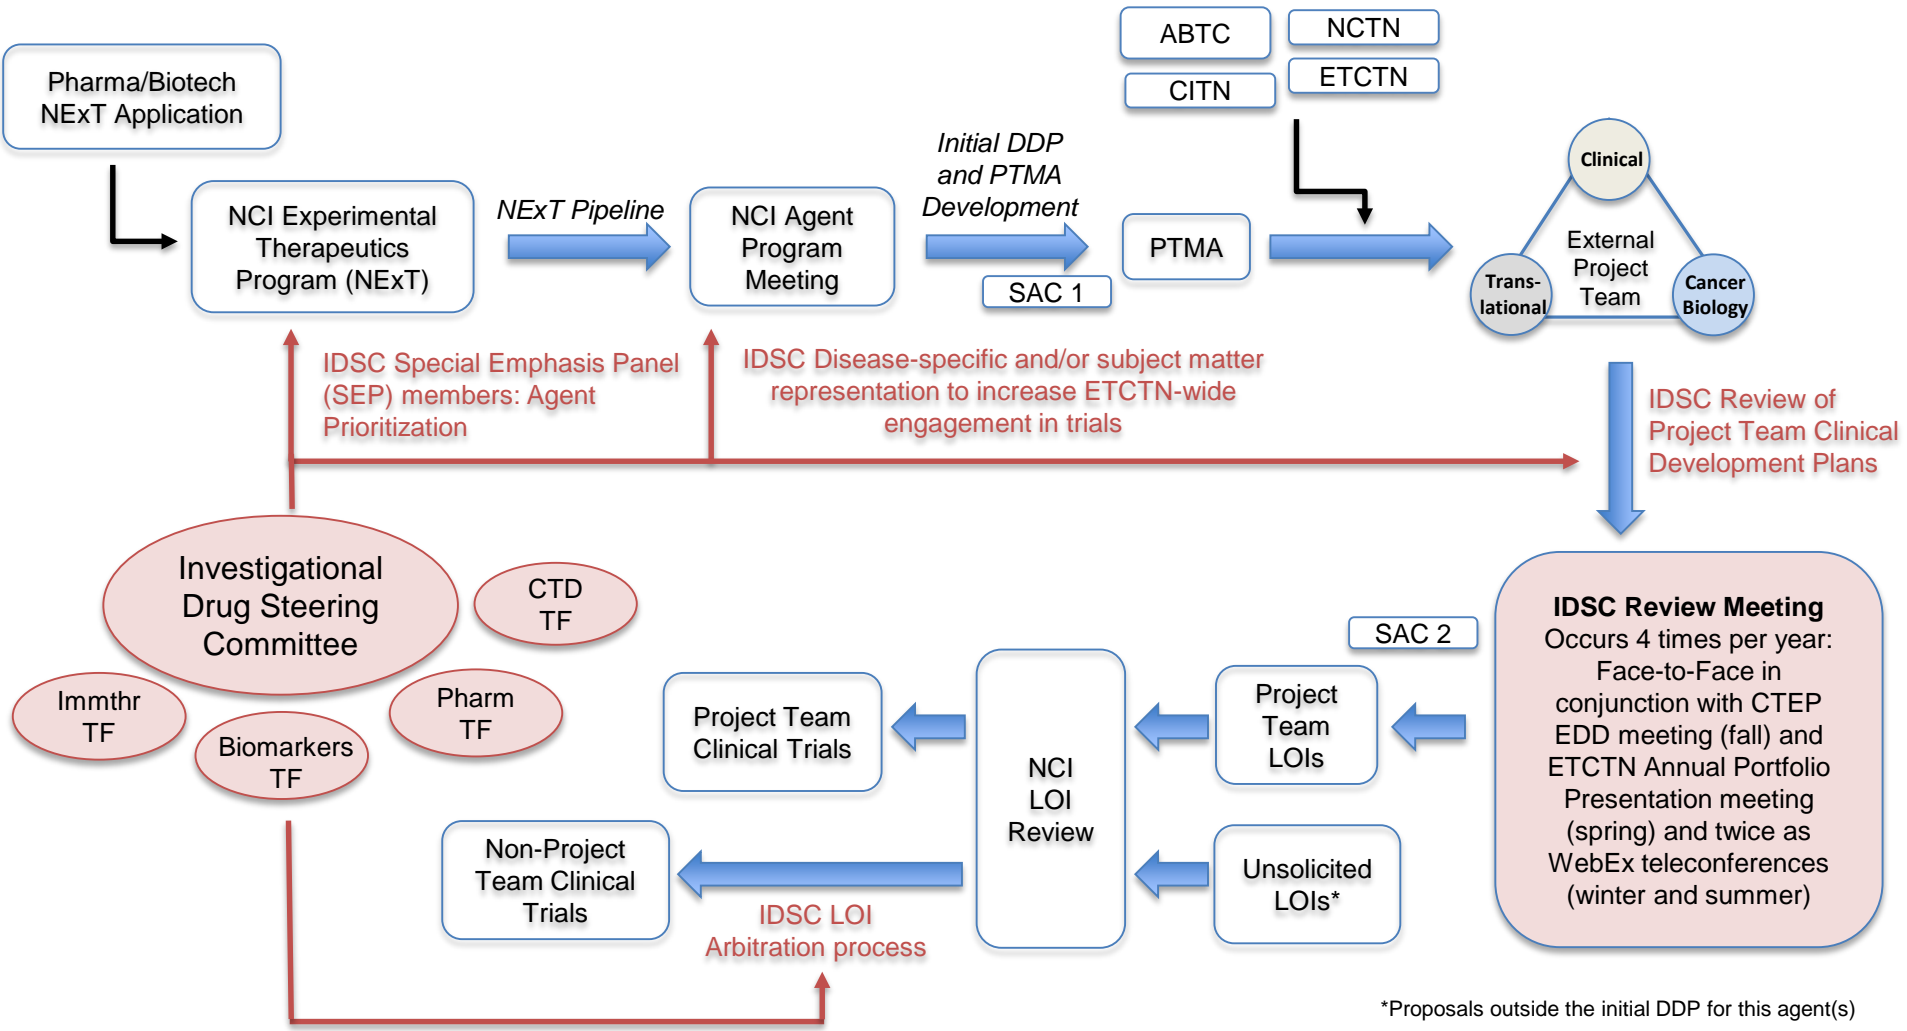 Pharma/Biotech
NExT Application
ABTC
NCTN
CITN
ETCTN
NCI Experimental
Therapeutics
Program (NExT)
NExT Pipeline
NCI Agent
Program
Meeting
Initial DDP
and PTMA
Development
SAC 1
PTMA
Clinical
External
Project
Team
Trans-
lational
Cancer
Biology
IDSC Special Emphasis Panel
(SEP) members: Agent
Prioritization
IDSC Disease-specific and/or subject matter
representation to increase ETCTN-wide
engagement in trials
IDSC Review of
Project Team Clinical
Development Plans
Investigational
Drug Steering
Committee
CTD
TF
Immthr
TF
Biomarkers
TF
Pharm
TF
IDSC Review Meeting
Occurs 4 times per year:
Face-to-Face in
conjunction with CTEP
EDD meeting (fall) and
ETCTN Annual Portfolio
Presentation meeting
(spring) and twice as
WebEx teleconferences
(winter and summer)
SAC 2
Project
Team
LOIs
NCI
LOI
Review
Project Team
Clinical Trials
Unsolicited
LOIs*
Non-Project
Team Clinical
Trials
IDSC LOI
Arbitration process
*Proposals outside the initial DDP for this agent(s)